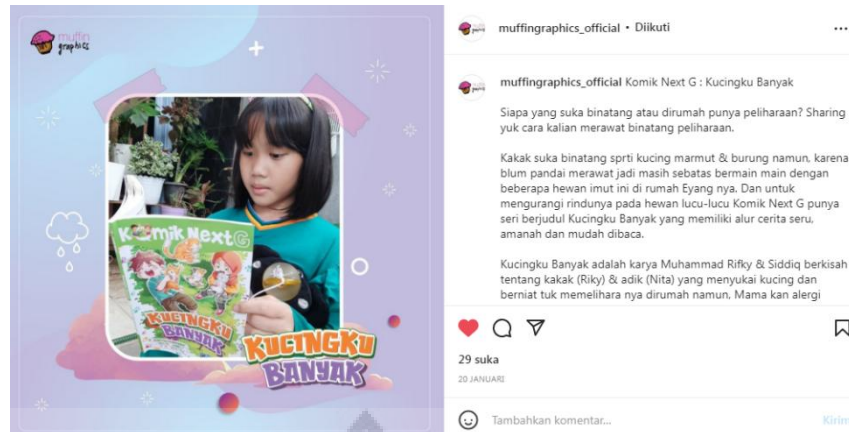 muffin
graphics
Komik Next G
KUCINGKU
BANYAK
KUCINGKU
BANYAK
muffingraphics_official • Diikuti
muffingraphics_official Komik Next G : Kucingku Banyak
Siapa yang suka binatang atau dirumah punya peliharaan? Sharing
yuk cara kalian merawat binatang peliharaan.
Kakak suka binatang sprti kucing marmut & burung namun, karena
blum pandai merawat jadi masih sebatas bermain main dengan
beberapa hewan imut ini di rumah Eyang nya. Dan untuk
mengurangi rindunya pada hewan lucu-lucu Komik Next G punya
seri berjudul Kucingku Banyak yang memiliki alur cerita seru,
amanah dan mudah dibaca.
Kucingku Banyak adalah karya Muhammad Rifky & Siddiq berkisah
tentang kakak (Riky) & adik (Nita) yang menyukai kucing dan
berniat tuk memelihara nya dirumah namun, Mama kan alergi
29 suka
20 JANUARI
Tambahkan komentar...
Kirim